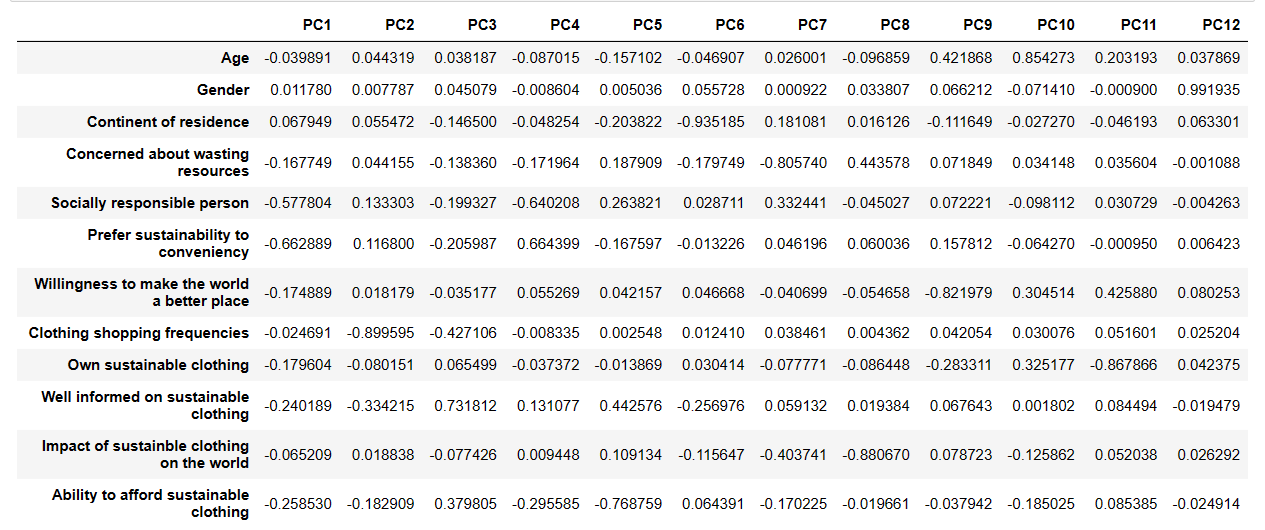 PC1 PC2 PC3 PC4 PC5 PC6 PC7 PC8 PC9 PC10 PC11 PC12
Age -0.039891 0.044319 0.038187 -0.087015 -0.157102 -0.046907 0.026001 -0.096859 0.421868 0.854273 0.203193 0.037869
Gender 0.011780 0.007787 0.045079 -0.008604 0.005036 0.055728 0.000922 0.033807 0.066212 -0.071410 -0.000900 0.991935
Continent of residence 0.067949 0.055472 -0.146500 -0.048254 -0.203822 -0.935185 0.181081 0.016126 -0.111649 -0.027270 -0.046193 0.063301
Concerned about wasting
resources -0.167749 0.044155 -0.138360 -0.171964 0.187909 -0.179749 -0.805740 0.443578 0.071849 0.034148 0.035604 -0.001088
Socially responsible person -0.577804 0.133303 -0.199327 -0.640208 0.263821 0.028711 0.332441 -0.045027 0.072221 -0.098112 0.030729 -0.004263
Prefer sustainability to
conveniency -0.662889 0.116800 -0.205987 0.664399 -0.167597 -0.013226 0.046196 0.060036 0.157812 -0.064270 -0.000950 0.006423
Willingness to make the world
a better place -0.174889 0.018179 -0.035177 0.055269 0.042157 0.046668 -0.040699 -0.054658 -0.821979 0.304514 0.425880 0.080253
Clothing shopping frequencies -0.024691 -0.899595 -0.427106 -0.008335 0.002548 0.012410 0.038461 0.004362 0.042054 0.030076 0.051601 0.025204
Own sustainable clothing -0.179604 -0.080151 0.065499 -0.037372 -0.013869 0.030414 -0.077771 -0.086448 -0.283311 0.325177 -0.867866 0.042375
Well informed on sustainable
clothing -0.240189 -0.334215 0.731812 0.131077 0.442576 -0.256976 0.059132 0.019384 0.067643 0.001802 0.084494 -0.019479
Impact of sustainble clothing
on the world -0.065209 0.018838 -0.077426 0.009448 0.109134 -0.115647 -0.403741 -0.880670 0.078723 -0.125862 0.052038 0.026292
Ability to afford sustainable
clothing -0.258530 -0.182909 0.379805 -0.295585 -0.768759 0.064391 -0.170225 -0.019661 -0.037942 -0.185025 0.085385 -0.024914